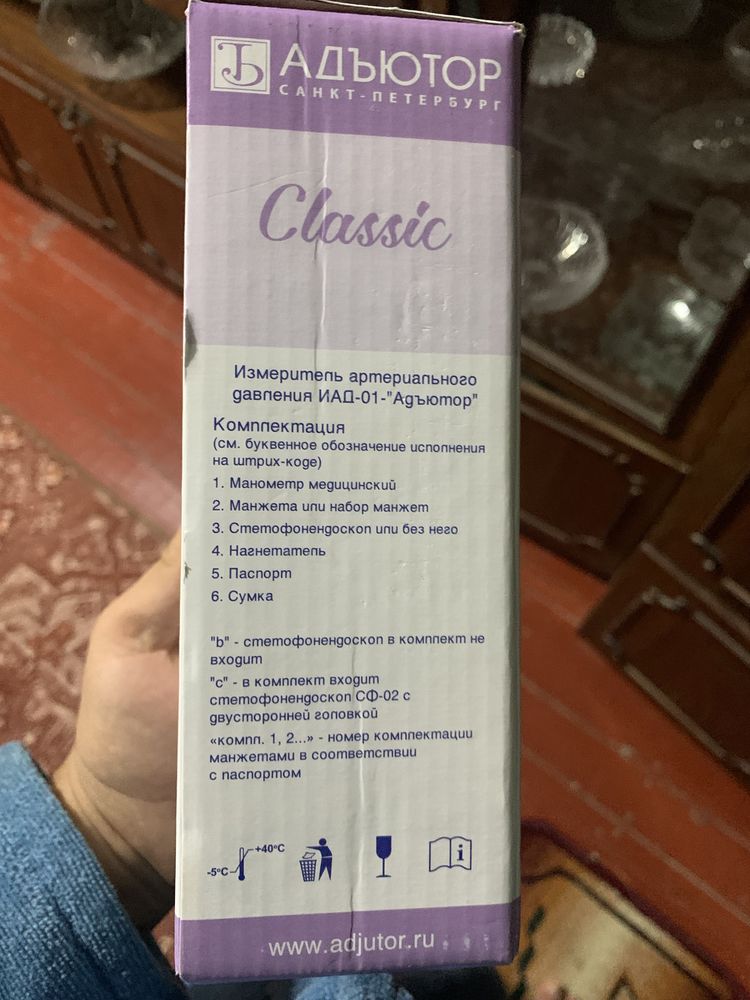 АДЪЮТОР
САНКТ-ПЕТЕРБУРГ
Classic
Измеритель артериального
давления ИАД-01-"Адъютор"
Комплектация
(см. буквенное обозначение исполнения
на штрих-коде)
1. Манометр медицинский
2. Манжета или набор манжет
3. Стетофонендоскоп или без него
4. Нагнетатель
5. Паспорт
6. Сумка
"b" - стетофонендоскоп в комплект не
входит
"c" - в комплект входит
стетофонендоскоп СФ-02 с
двусторонней головкой
«компл. 1, 2...» - номер комплектации
манжетами в соответствии
с паспортом
-5°C +40°C
i
www.adjutor.ru